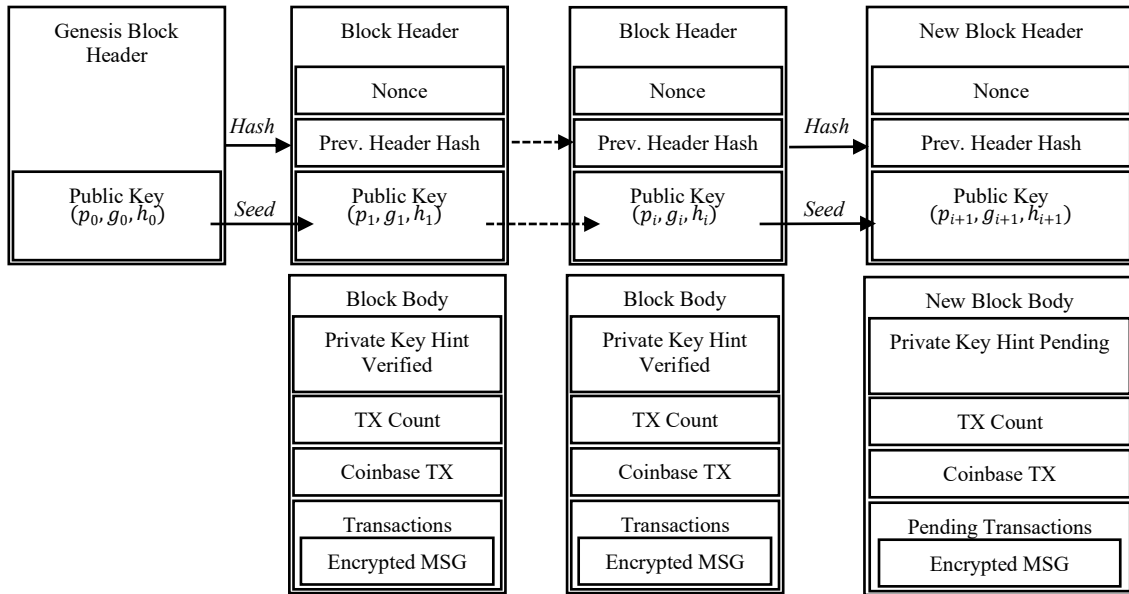 Genesis Block
Header
Public Key
(p₀, g₀, h₀)
Hash
Seed
Block Header
Nonce
Prev. Header Hash
Public Key
(p₁, g₁, h₁)
Block Header
Nonce
Prev. Header Hash
Public Key
(pᵢ, gᵢ, hᵢ)
Hash
Seed
New Block Header
Nonce
Prev. Header Hash
Public Key
(pᵢ₊₁, gᵢ₊₁, hᵢ₊₁)
Block Body
Private Key Hint
Verified
TX Count
Coinbase TX
Transactions
Encrypted MSG
Block Body
Private Key Hint
Verified
TX Count
Coinbase TX
Transactions
Encrypted MSG
New Block Body
Private Key Hint Pending
TX Count
Coinbase TX
Pending Transactions
Encrypted MSG